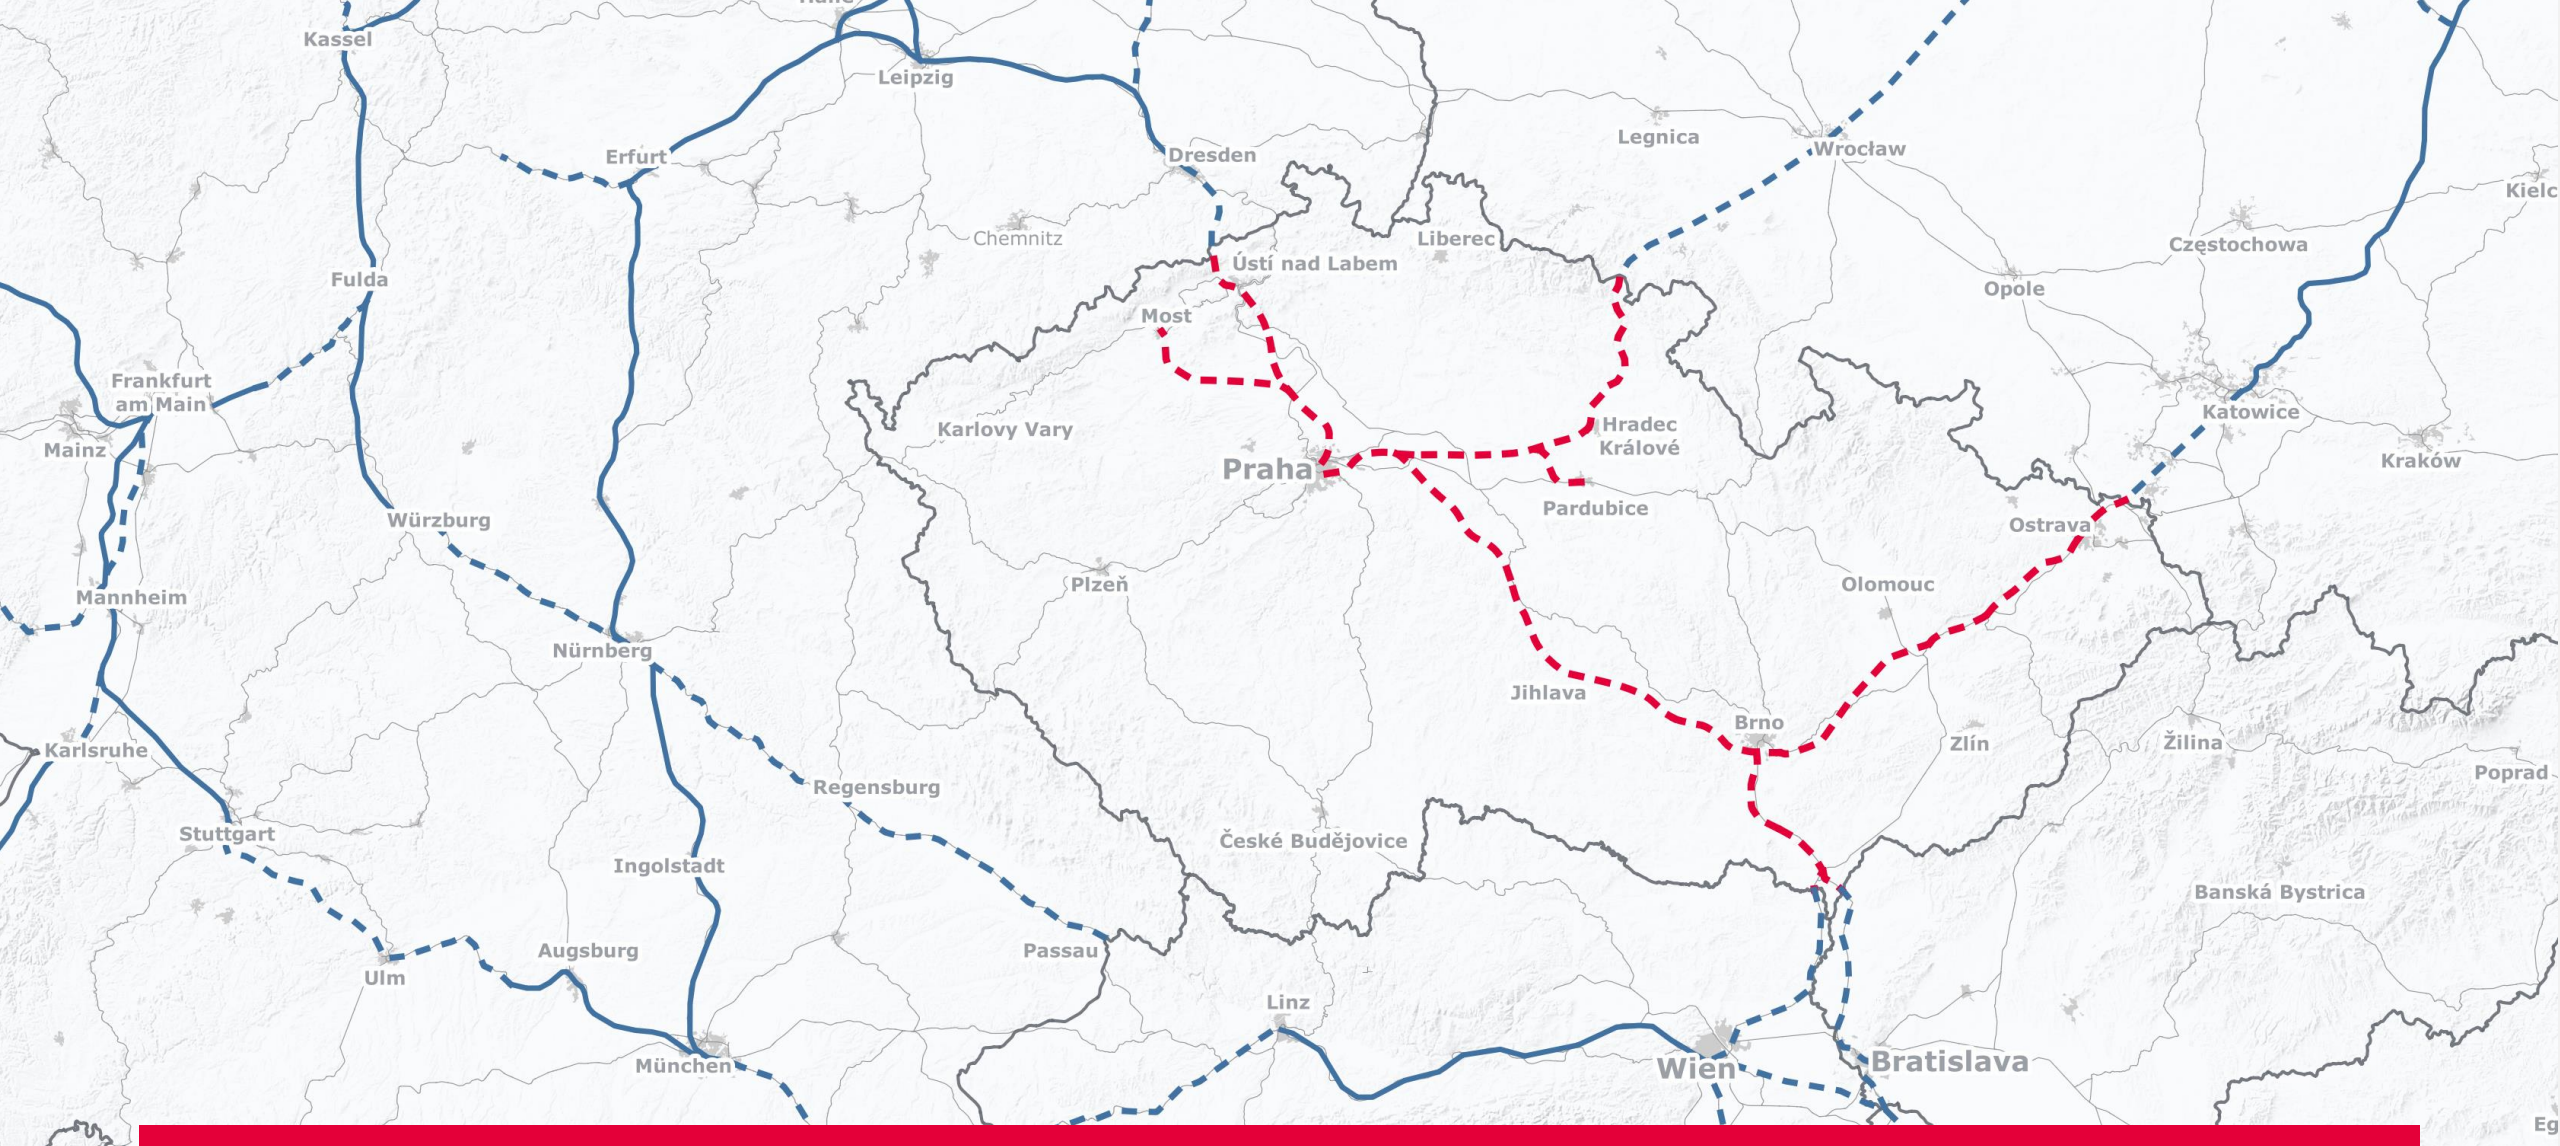 Kassel
Leipzig
Erfurt
Dresden
Legnica
Wrocław
Chemnitz
Liberec
Częstochowa
Fulda
Ústí nad Labem
Opole
Most
Frankfurt
am Main
Mainz
Karlovy Vary
Praha
Hradec
Králové
Katowice
Kraków
Würzburg
Pardubice
Ostrava
Mannheim
Plzeň
Olomouc
Nürnberg
Jihlava
Karlsruhe
Brno
Zlín
Žilina
Poprad
Regensburg
Stuttgart
České Budějovice
Ingolstadt
Banská Bystrica
Augsburg
Passau
Ulm
Linz
München
Wien
Bratislava